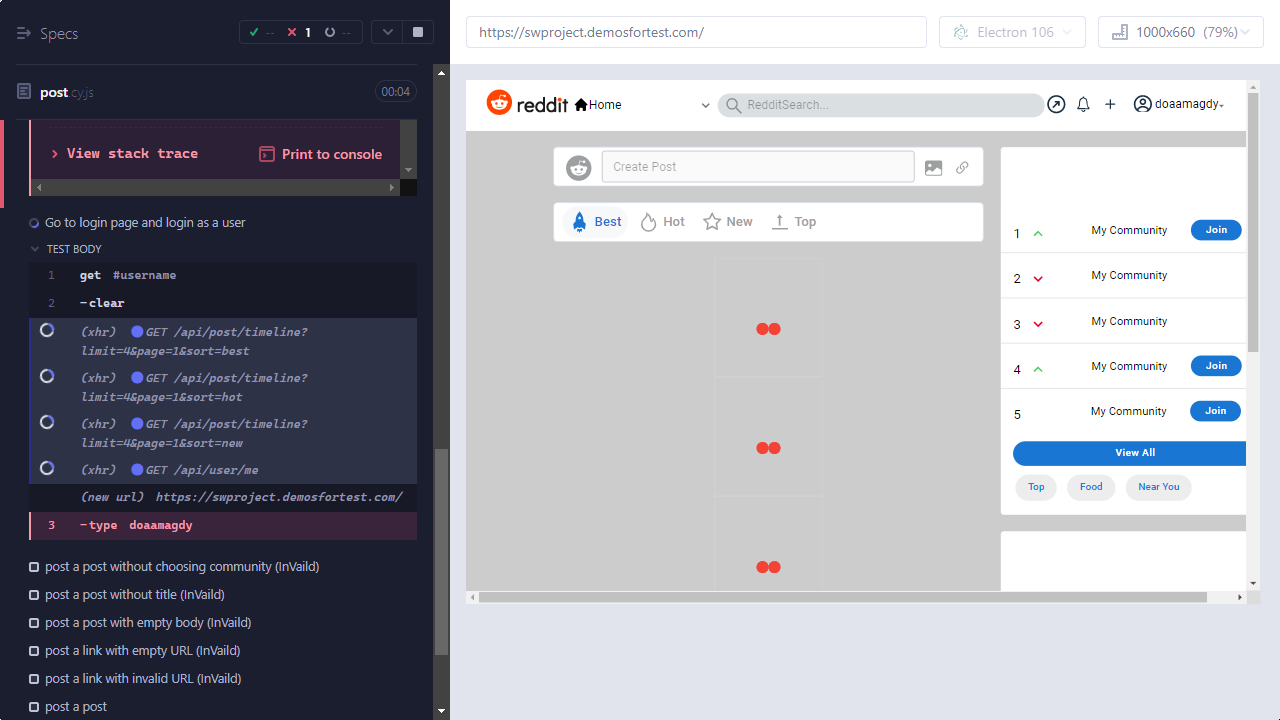 Specs
--
1
--
post cy.js
00:04
View stack trace
Print to console
Go to login page and login as a user
TEST BODY
1 get #username
2 -clear
(xhr) GET /api/post/timeline?
limit=4&page=1&sort=best
(xhr) GET /api/post/timeline?
limit=4&page=1&sort=hot
(xhr) GET /api/post/timeline?
limit=4&page=1&sort=new
(xhr) GET /api/user/me
(new url) https://swproject.demosfortest.com/
3 -type doaamagdy
post a post without choosing community (InVaild)
post a post without title (InVaild)
post a post with empty body (InVaild)
post a link with empty URL (InVaild)
post a link with invalid URL (InVaild)
post a post
https://swproject.demosfortest.com/
Electron 106
1000x660 (79%)
reddit
Home
RedditSearch...
doaamagdy
Create Post
Best
Hot
New
Top
1 My Community Join
2 My Community
3 My Community
4 My Community Join
5 My Community Join
View All
Top
Food
Near You